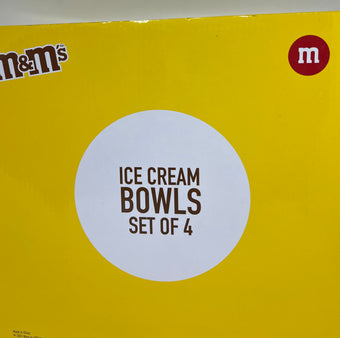 m&m's
m
ICE CREAM
BOWLS
SET OF 4